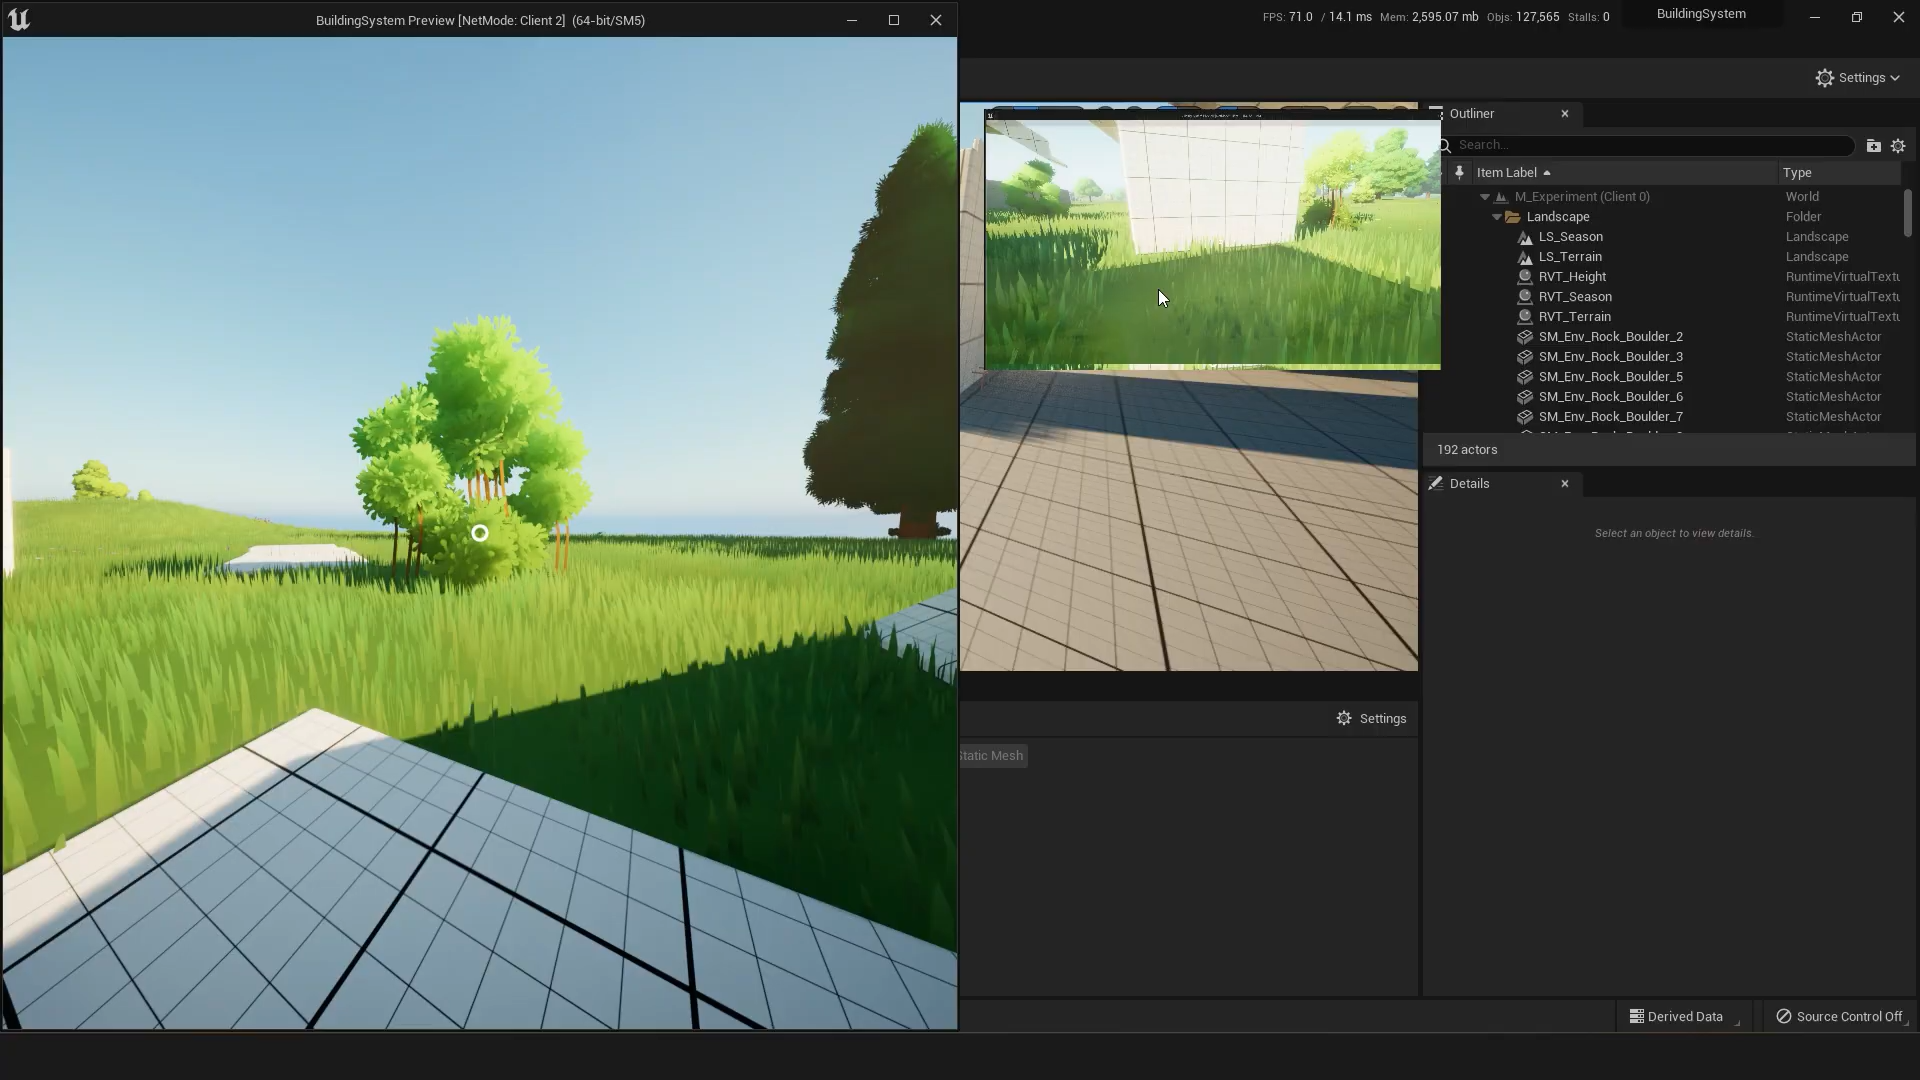 BuildingSystem Preview [NetMode: Client 2] (64-bit/SM5)
FPS: 71.0 / 14.1 ms Mem: 2,595.07 mb Objs: 127,565 Stalls: 0
BuildingSystem
Settings
Outliner
Search...
Item Label Type
M_Experiment (Client 0) World
Landscape Folder
LS_Season Landscape
LS_Terrain Landscape
RVT_Height RuntimeVirtualTextu
RVT_Season RuntimeVirtualTextu
RVT_Terrain RuntimeVirtualTextu
SM_Env_Rock_Boulder_2 StaticMeshActor
SM_Env_Rock_Boulder_3 StaticMeshActor
SM_Env_Rock_Boulder_5 StaticMeshActor
SM_Env_Rock_Boulder_6 StaticMeshActor
SM_Env_Rock_Boulder_7 StaticMeshActor
192 actors
Details
Select an object to view details.
Settings
Static Mesh
Derived Data
Source Control Off